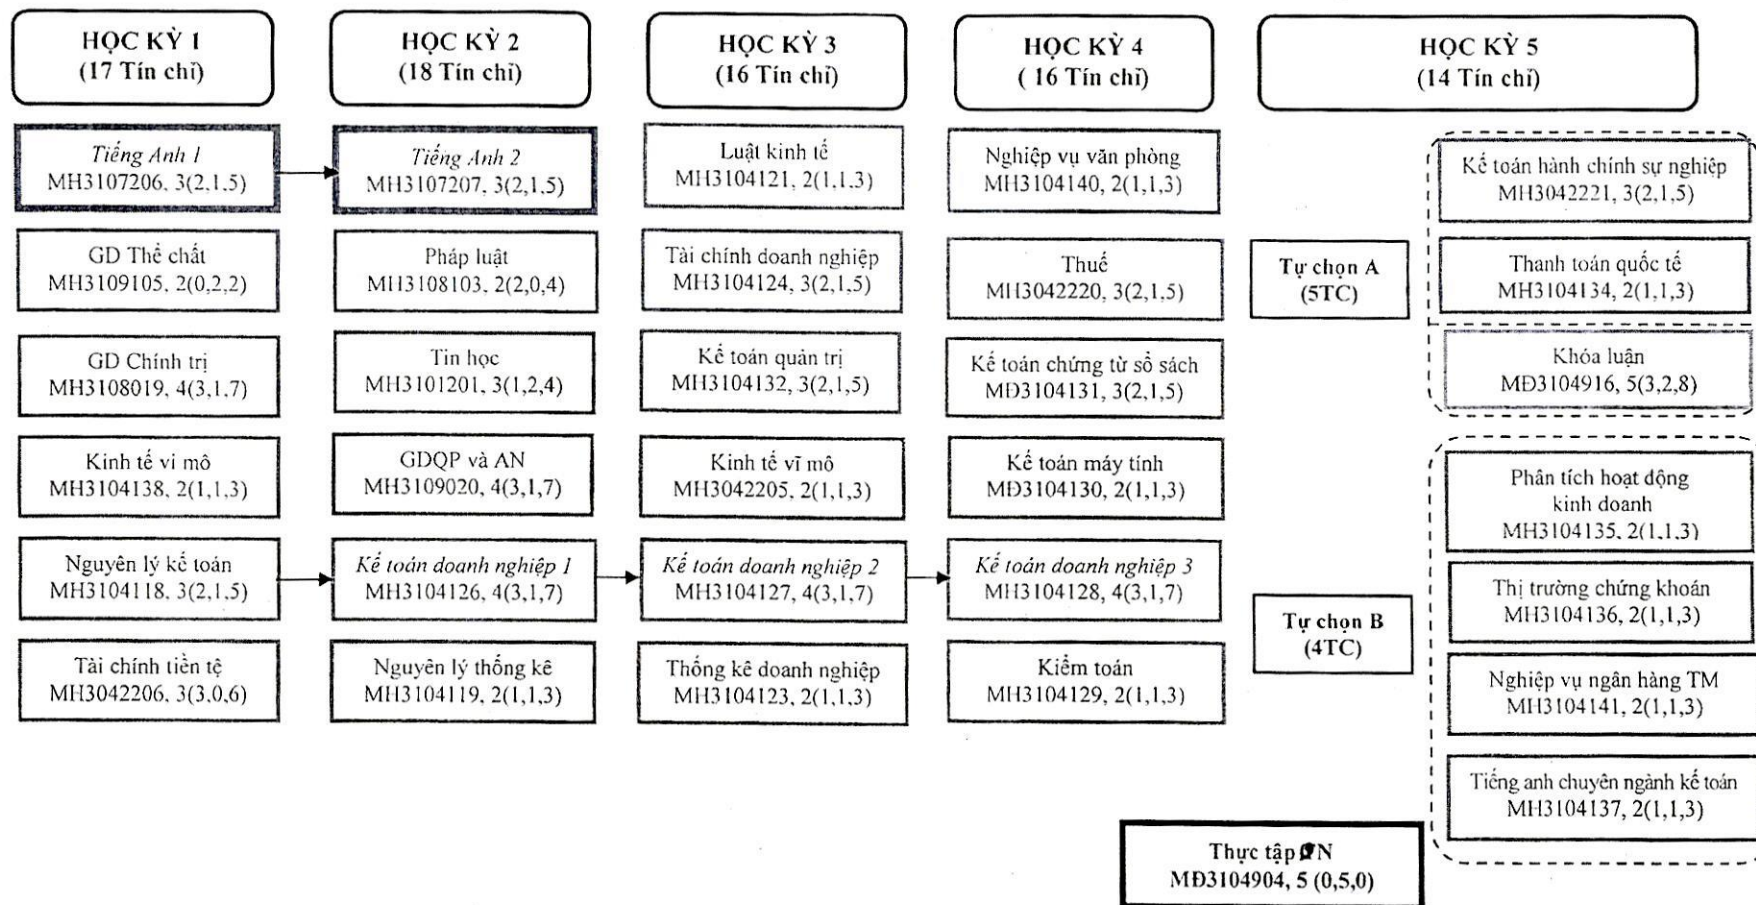 HỌC KỲ 1
(17 Tín chỉ)
Tiếng Anh 1
MH3107206, 3(2,1.5)
GD Thể chất
MH3109105, 2(0,2,2)
GD Chính trị
MH3108019, 4(3,1,7)
Kinh tế vi mô
MH3104138, 2(1,1,3)
Nguyên lý kế toán
MH3104118, 3(2,1,5)
Tài chính tiền tệ
MH3042206, 3(3,0,6)
HỌC KỲ 2
(18 Tín chỉ)
Tiếng Anh 2
MH3107207, 3(2,1,5)
Pháp luật
MH3108103, 2(2,0,4)
Tin học
MH3101201, 3(1,2,4)
GDQP và AN
MH3109020, 4(3,1,7)
Kế toán doanh nghiệp 1
MH3104126, 4(3,1,7)
Nguyên lý thống kê
MH3104119, 2(1,1,3)
HỌC KỲ 3
(16 Tín chỉ)
Luật kinh tế
MH3104121, 2(1,1,3)
Tài chính doanh nghiệp
MH3104124, 3(2,1,5)
Kế toán quản trị
MH3104132, 3(2,1,5)
Kinh tế vĩ mô
MH3042205, 2(1,1,3)
Kế toán doanh nghiệp 2
MH3104127, 4(3,1,7)
Thống kê doanh nghiệp
MH3104123, 2(1,1,3)
HỌC KỲ 4
( 16 Tín chỉ)
Nghiệp vụ văn phòng
MH3104140, 2(1,1,3)
Thuế
MH3042220, 3(2,1,5)
Kế toán chứng từ sổ sách
MĐ3104131, 3(2,1,5)
Kế toán máy tính
MĐ3104130, 2(1,1,3)
Kế toán doanh nghiệp 3
MH3104128, 4(3,1,7)
Kiểm toán
MH3104129, 2(1,1,3)
HỌC KỲ 5
(14 Tín chỉ)
Tự chọn A
(5TC)
Kế toán hành chính sự nghiệp
MH3042221, 3(2,1,5)
Thanh toán quốc tế
MH3104134, 2(1,1,3)
Khóa luận
MĐ3104916, 5(3,2,8)
Tự chọn B
(4TC)
Phân tích hoạt động
kinh doanh
MH3104135, 2(1,1,3)
Thị trường chứng khoán
MH3104136, 2(1,1,3)
Nghiệp vụ ngân hàng TM
MH3104141, 2(1,1,3)
Tiếng anh chuyên ngành kế toán
MH3104137, 2(1,1,3)
Thực tập
MĐ3104904, 5 (0,5,0)